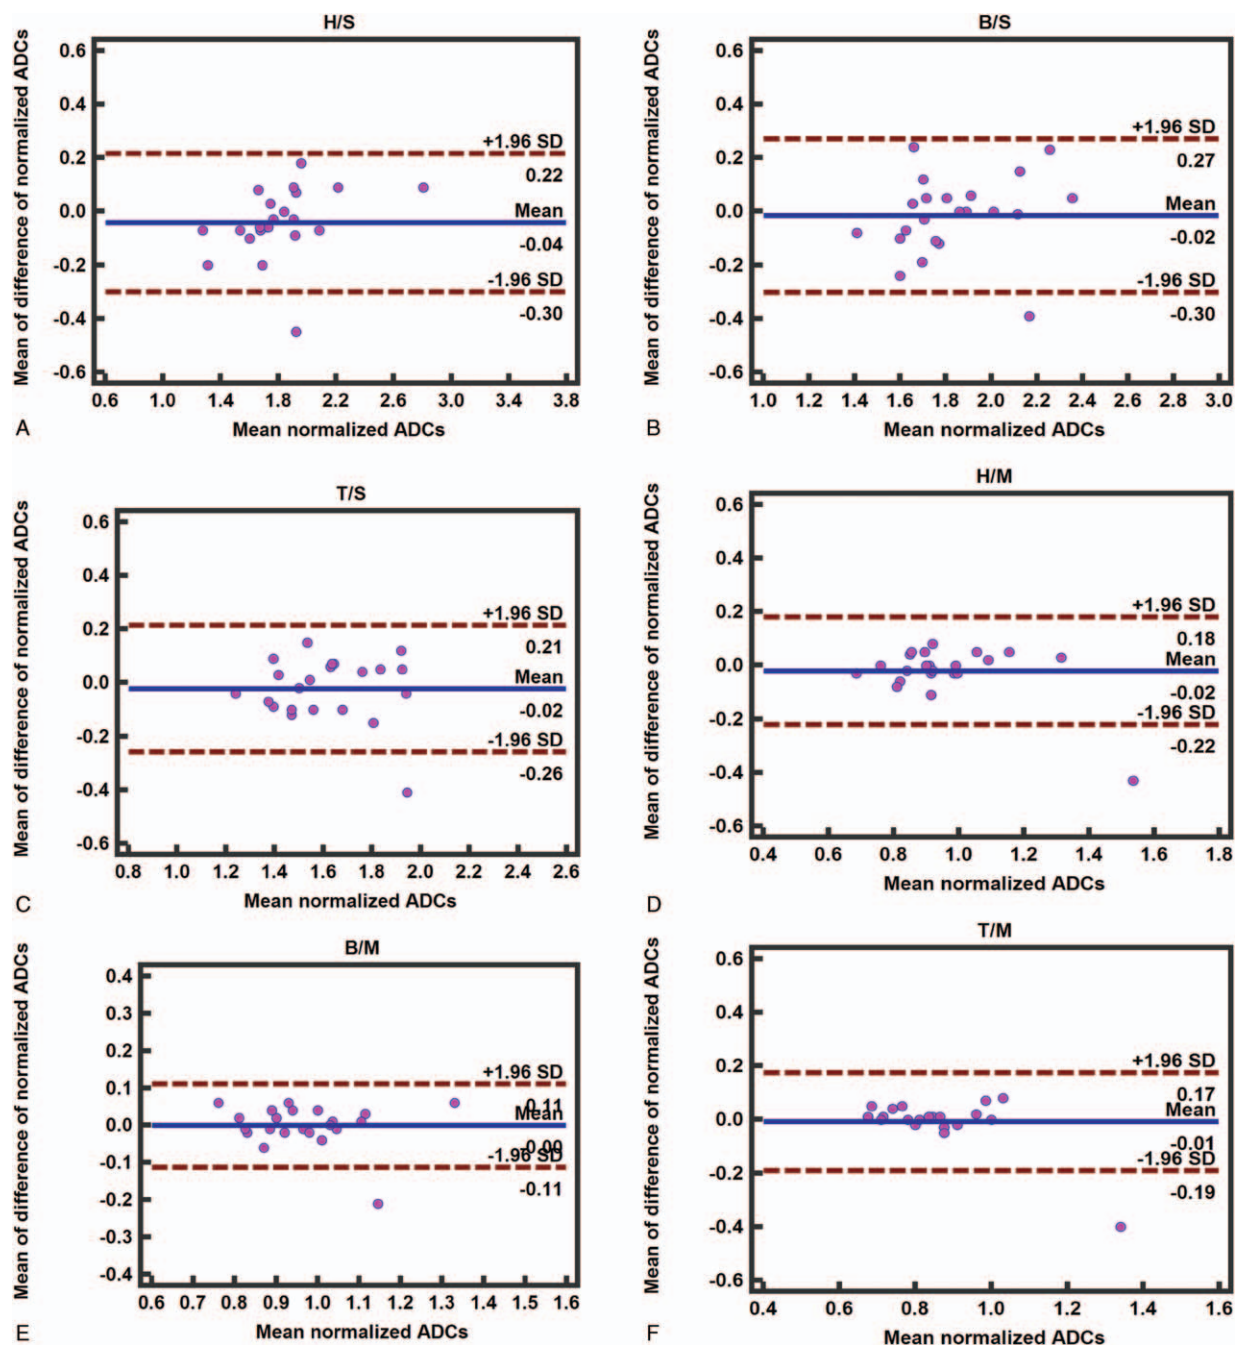 H/S
Mean of difference of normalized ADCs
0.6
0.4
0.2
0.0
-0.2
-0.4
-0.6
+1.96 SD
0.22
Mean
-0.04
-1.96 SD
-0.30
0.6 1.0 1.4 1.8 2.2 2.6 3.0 3.4 3.8
A
Mean normalized ADCs
B/S
Mean of difference of normalized ADCs
0.6
0.4
0.2
0.0
-0.2
-0.4
-0.6
+1.96 SD
0.27
Mean
-0.02
-1.96 SD
-0.30
1.0 1.2 1.4 1.6 1.8 2.0 2.2 2.4 2.6 2.8 3.0
B
Mean normalized ADCs
T/S
Mean of difference of normalized ADCs
0.6
0.4
0.2
0.0
-0.2
-0.4
-0.6
+1.96 SD
0.21
Mean
-0.02
-1.96 SD
-0.26
0.8 1.0 1.2 1.4 1.6 1.8 2.0 2.2 2.4 2.6
C
Mean normalized ADCs
H/M
Mean of difference of normalized ADCs
0.6
0.4
0.2
0.0
-0.2
-0.4
-0.6
+1.96 SD
0.18
Mean
-0.02
-1.96 SD
-0.22
0.4 0.6 0.8 1.0 1.2 1.4 1.6 1.8
D
Mean normalized ADCs
B/M
Mean of difference of normalized ADCs
0.4
0.3
0.2
0.1
0.0
-0.1
-0.2
-0.3
-0.4
+1.96 SD
0.11
Mean
-0.00
-1.96 SD
-0.11
0.6 0.7 0.8 0.9 1.0 1.1 1.2 1.3 1.4 1.5 1.6
E
Mean normalized ADCs
T/M
Mean of difference of normalized ADCs
0.6
0.4
0.2
0.0
-0.2
-0.4
-0.6
+1.96 SD
0.17
Mean
-0.01
-1.96 SD
-0.19
0.4 0.6 0.8 1.0 1.2 1.4 1.6
F
Mean normalized ADCs